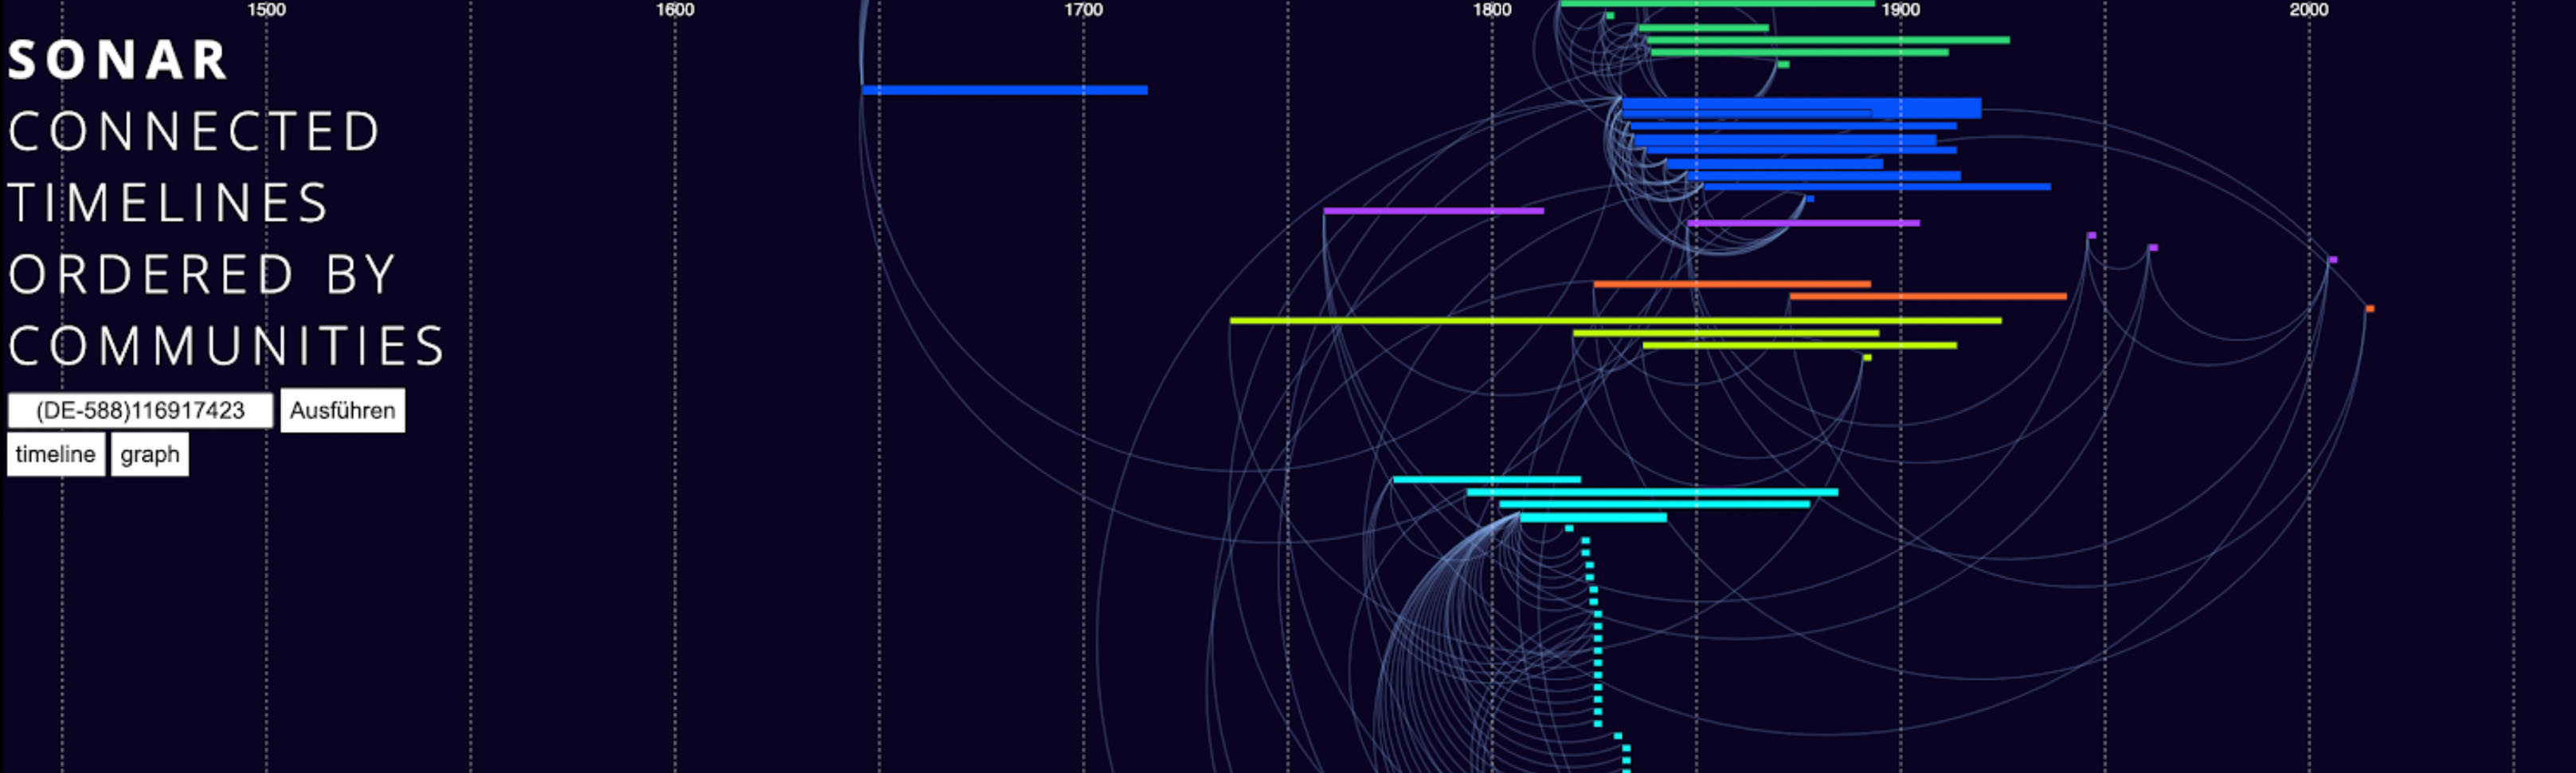 1500 1600 1700 1800 1900 2000
SONAR
CONNECTED
TIMELINES
ORDERED BY
COMMUNITIES
(DE-588)116917423 Ausführen
timeline graph